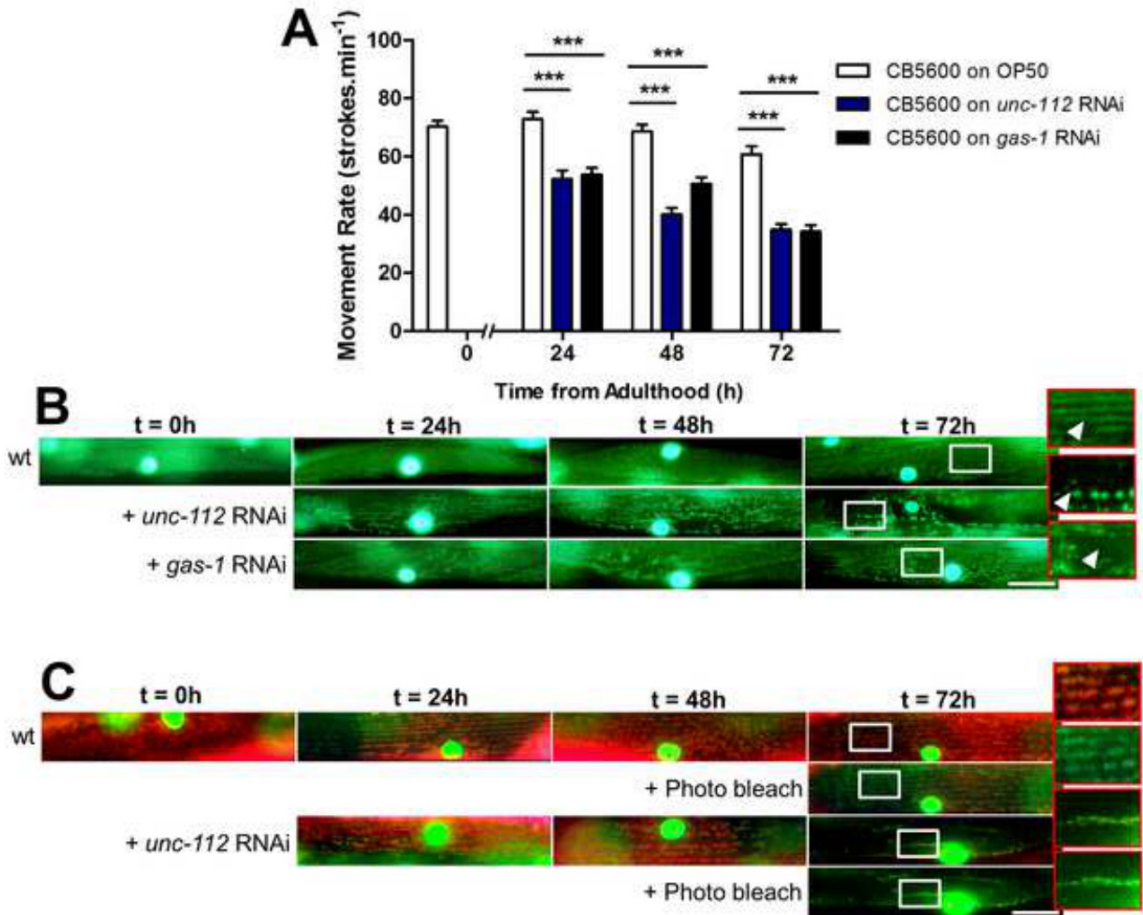 A
Movement Rate (strokes.min⁻¹)
100
80
60
40
20
0
*** *** ***
*** *** ***
0 // 24 48 72
Time from Adulthood (h)
CB5600 on OP50
CB5600 on unc-112 RNAi
CB5600 on gas-1 RNAi
B
t = 0h t = 24h t = 48h t = 72h
wt
+ unc-112 RNAi
+ gas-1 RNAi
C
t = 0h t = 24h t = 48h t = 72h
wt
+ Photo bleach
+ unc-112 RNAi
+ Photo bleach